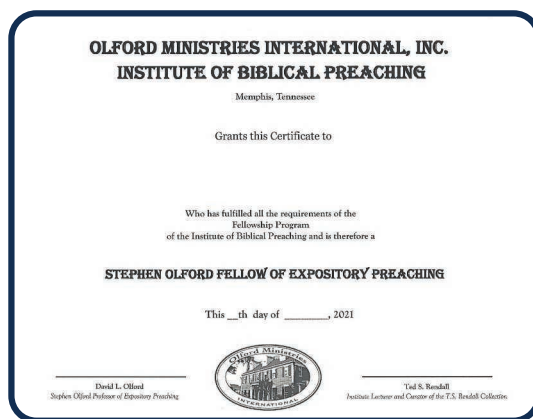 OLFORD MINISTRIES INTERNATIONAL, INC.
INSTITUTE OF BIBLICAL PREACHING
Memphis, Tennessee
Grants this Certificate to
Who has fulfilled all the requirements of the
Fellowship Program
of the Institute of Biblical Preaching and is therefore a
STEPHEN OLFORD FELLOW OF EXPOSITORY PREACHING
This __th day of ________, 2021
Olford Ministries
INTERNATIONAL
David L. Olford
Stephen Olford Professor of Expository Preaching
Ted S. Rendall
Institute Lecturer and Curator of the T.S. Rendall Collection